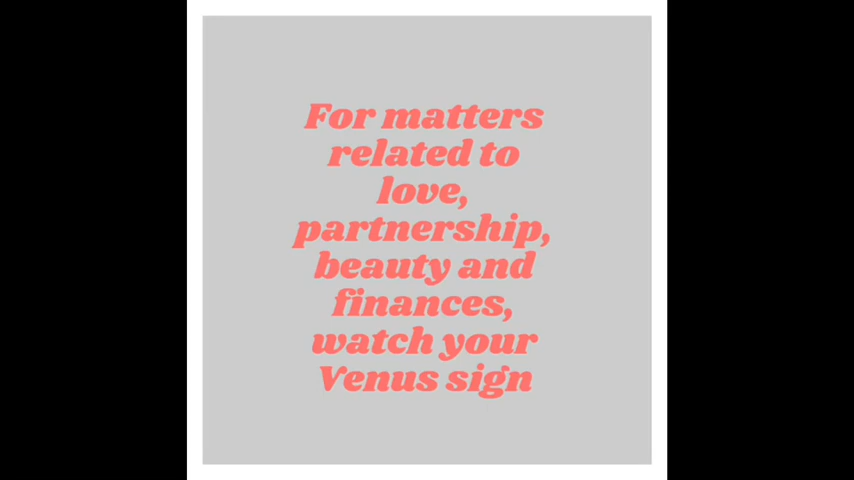 For matters
related to
love,
partnership,
beauty and
finances,
watch your
Venus sign